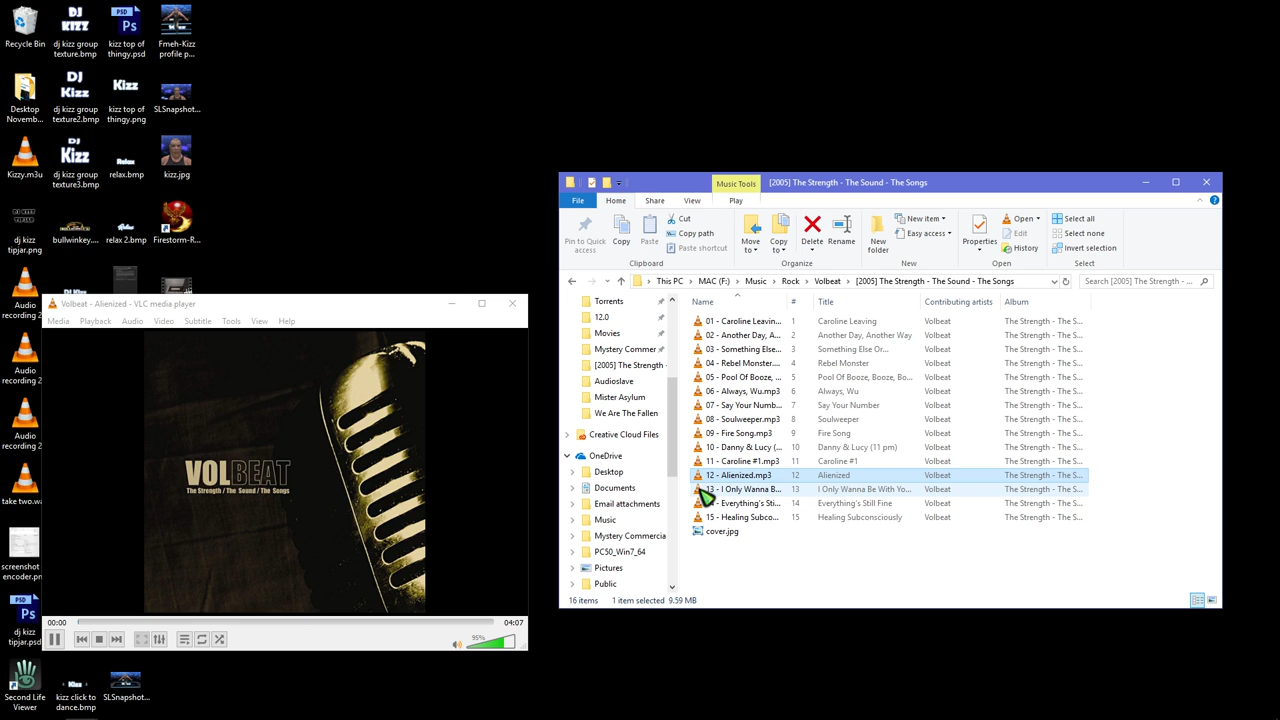 Recycle Bin
dj kizz group
texture.bmp
kizz top of
thingy.psd
Fmeh-Kizz
profile p...
DJ
KIZZ
PSD
Ps
Desktop
Novemb...
dj kizz group
texture2.bmp
kizz top of
thingy.png
SLSnapshot...
DJ
Kizz
Kizz
Kizzy.m3u
dj kizz group
texture3.bmp
relax.bmp
kizz.jpg
DJ
Kizz
Relax
dj kizz
tipjar.png
bullwinkey....
relax 2.bmp
Firestorm-R...
Audio
recording 2
Audio
recording 2
Audio
recording 2
take two.wa
screenshot
encoder.pn
PSD
Ps
dj kizz
tipjar.psd
Second Life
Viewer
kizz click to
dance.bmp
SLSnapshot...
Volbeat - Alienized - VLC media player
Media Playback Audio Video Subtitle Tools View Help
VOLBEAT
The Strength / The Sound / The Songs
00:00
04:07
95%
Music Tools
[2005] The Strength - The Sound - The Songs
File Home Share View Play
Pin to Quick
access
Copy
Paste
Cut
Copy path
Paste shortcut
Move
to
Copy
to
Delete
Rename
New
folder
New item
Easy access
Properties
Open
Edit
History
Select all
Select none
Invert selection
Clipboard Organize New Open Select
This PC MAC (F:) Music Rock Volbeat [2005] The Strength - The Sound - The Songs
Search [2005] The Strength - ...
Torrents
12.0
Movies
Mystery Commer
[2005] The Strength -
Audioslave
Mister Asylum
We Are The Fallen
Creative Cloud Files
OneDrive
Desktop
Documents
Email attachments
Music
Mystery Commercia
PC50_Win7_64
Pictures
Public
Name # Title Contributing artists Album
01 - Caroline Leavin... 1 Caroline Leaving Volbeat The Strength - The S...
02 - Another Day, A... 2 Another Day, Another Way Volbeat The Strength - The S...
03 - Something Else... 3 Something Else Or... Volbeat The Strength - The S...
04 - Rebel Monster.... 4 Rebel Monster Volbeat The Strength - The S...
05 - Pool Of Booze, ... 5 Pool Of Booze, Booze, Bo... Volbeat The Strength - The S...
06 - Always, Wu.mp3 6 Always, Wu Volbeat The Strength - The S...
07 - Say Your Numb... 7 Say Your Number Volbeat The Strength - The S...
08 - Soulweeper.mp3 8 Soulweeper Volbeat The Strength - The S...
09 - Fire Song.mp3 9 Fire Song Volbeat The Strength - The S...
10 - Danny & Lucy (... 10 Danny & Lucy (11 pm) Volbeat The Strength - The S...
11 - Caroline #1.mp3 11 Caroline #1 Volbeat The Strength - The S...
12 - Alienized.mp3 12 Alienized Volbeat The Strength - The S...
13 - I Only Wanna B... 13 I Only Wanna Be With Yo... Volbeat The Strength - The S...
- Everything's Sti... 14 Everything's Still Fine Volbeat The Strength - The S...
15 - Healing Subco... 15 Healing Subconsciously Volbeat The Strength - The S...
cover.jpg
16 items 1 item selected 9.59 MB